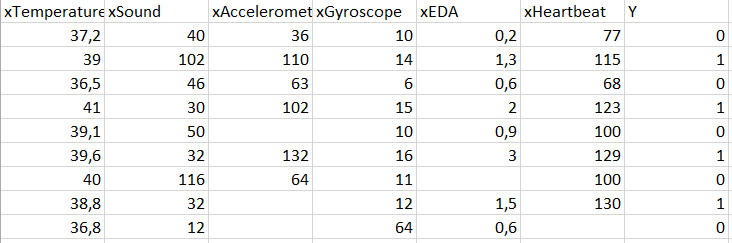 xTemperature xSound xAcceleromet xGyroscope xEDA xHeartbeat Y
37,2 40 36 10 0,2 77 0
39 102 110 14 1,3 115 1
36,5 46 63 6 0,6 68 0
41 30 102 15 2 123 1
39,1 50 10 0,9 100 0
39,6 32 132 16 3 129 1
40 116 64 11 100 0
38,8 32 12 1,5 130 1
36,8 12 64 0,6 0